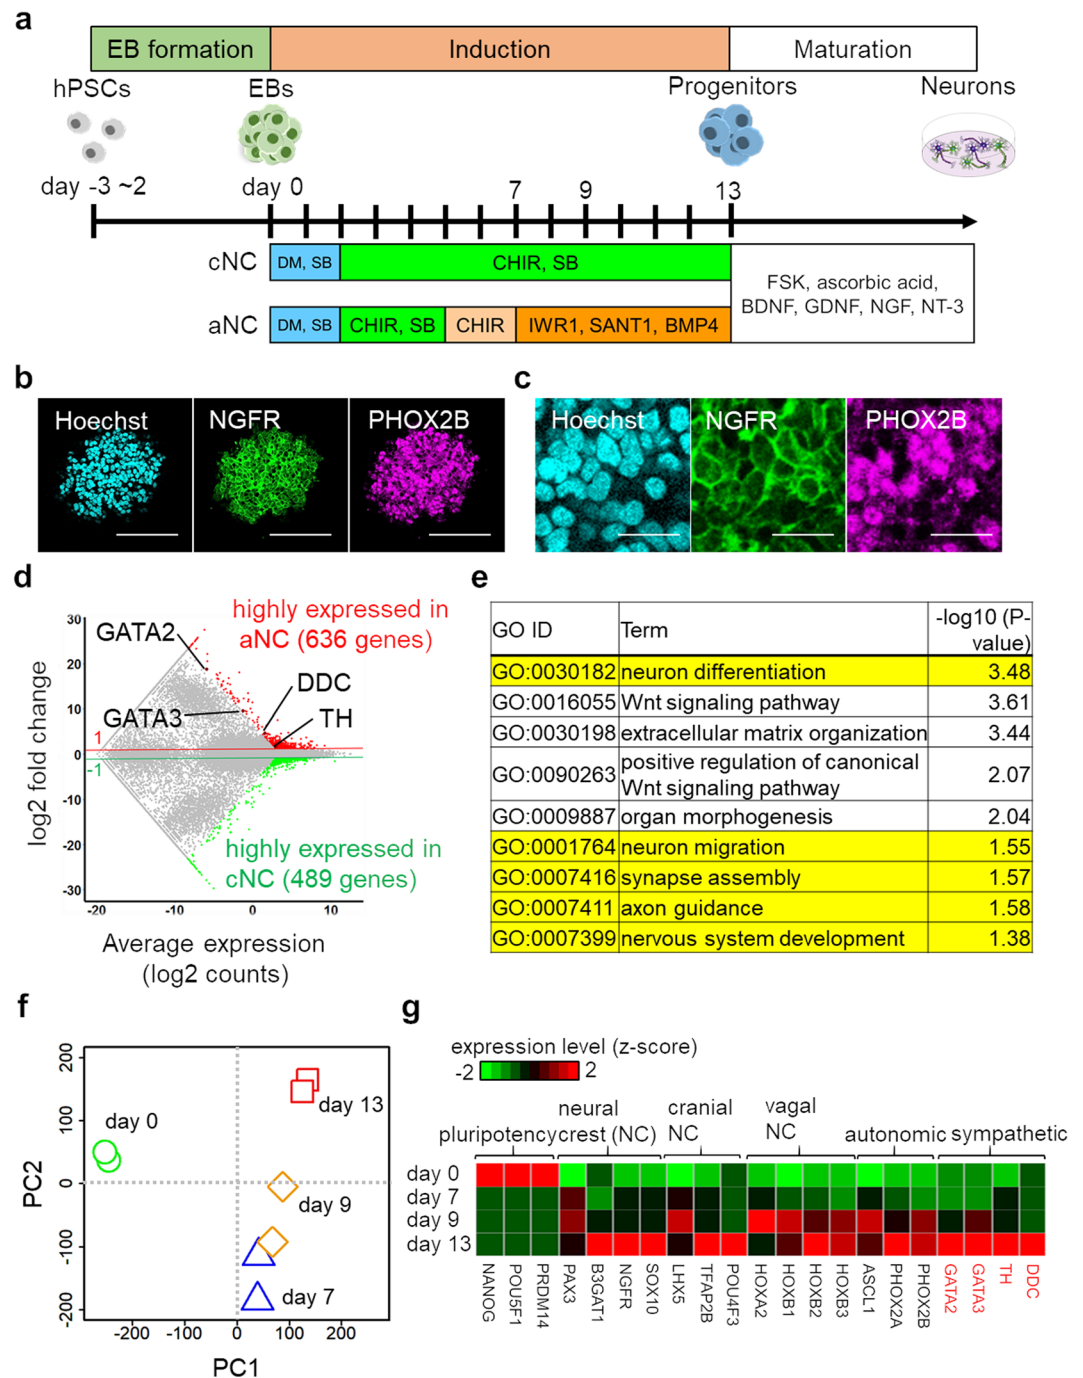 a
EB formation
Induction
Maturation
hPSCs
EBs
Progenitors
Neurons
day -3 ~2
day 0
7
9
13
cNC
DM, SB
CHIR, SB
FSK, ascorbic acid,
BDNF, GDNF, NGF, NT-3
aNC
DM, SB
CHIR, SB
CHIR
IWR1, SANT1, BMP4
b
Hoechst
NGFR
PHOX2B
c
Hoechst
NGFR
PHOX2B
d
highly expressed in
aNC (636 genes)
GATA2
DDC
GATA3
TH
1
-1
highly expressed in
cNC (489 genes)
log2 fold change
30
20
10
0
-10
-20
-30
-20
-10
0
10
Average expression
(log2 counts)
e
GO ID Term -log10 (P-
value)
GO:0030182 neuron differentiation 3.48
GO:0016055 Wnt signaling pathway 3.61
GO:0030198 extracellular matrix organization 3.44
GO:0090263 positive regulation of canonical
Wnt signaling pathway 2.07
GO:0009887 organ morphogenesis 2.04
GO:0001764 neuron migration 1.55
GO:0007416 synapse assembly 1.57
GO:0007411 axon guidance 1.58
GO:0007399 nervous system development 1.38
f
PC2
200
100
0
-100
-200
day 0
day 13
day 9
day 7
-200
-100
0
100
200
PC1
g
expression level (z-score)
-2
2
pluripotency
neural
crest (NC)
cranial
NC
vagal
NC
autonomic
sympathetic
day 0
day 7
day 9
day 13
NANOG
POU5F1
PRDM14
PAX3
B3GAT1
NGFR
SOX10
LHX5
TFAP2B
POU4F3
HOXA2
HOXB1
HOXB2
HOXB3
ASCL1
PHOX2A
PHOX2B
GATA2
GATA3
TH
DDC